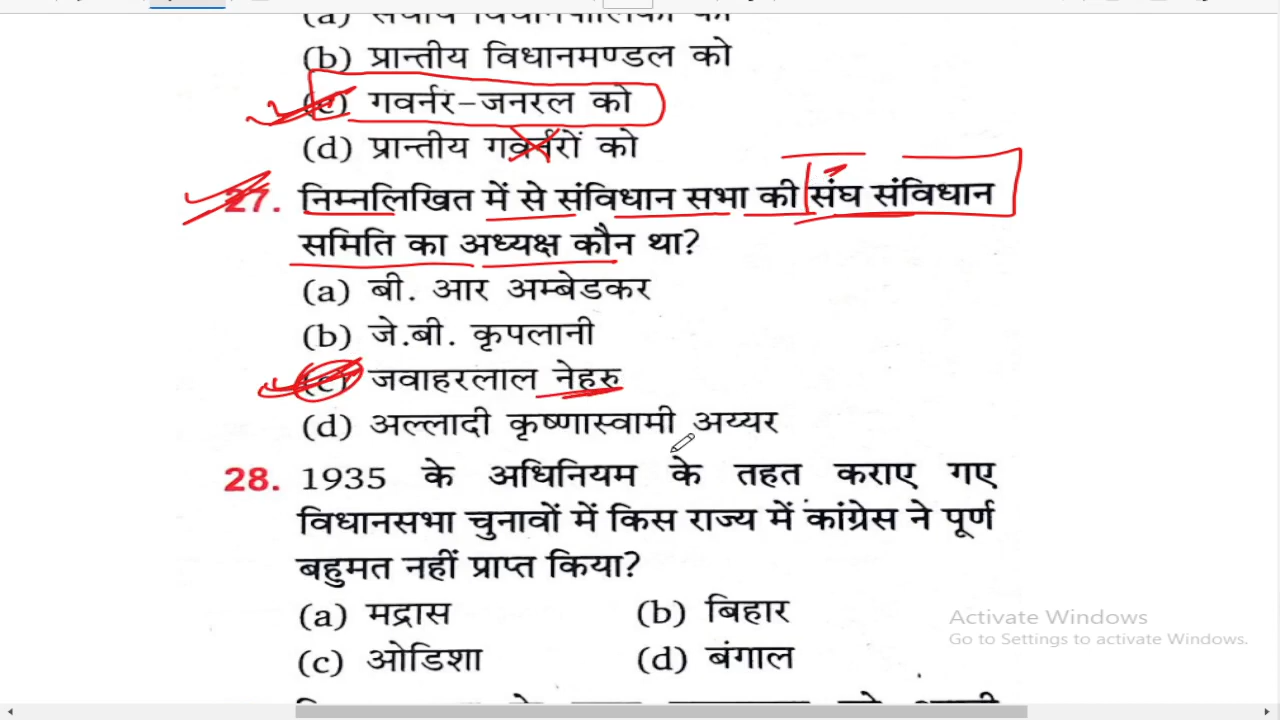 (b) प्रान्तीय विधानमण्डल को
(c) गवर्नर-जनरल को
(d) प्रान्तीय गवर्नरों को
27. निम्नलिखित में से संविधान सभा की संघ संविधान
समिति का अध्यक्ष कौन था?
(a) बी. आर अम्बेडकर
(b) जे.बी. कृपलानी
(c) जवाहरलाल नेहरु
(d) अल्लादी कृष्णास्वामी अय्यर
28. 1935 के अधिनियम के तहत कराए गए
विधानसभा चुनावों में किस राज्य में कांग्रेस ने पूर्ण
बहुमत नहीं प्राप्त किया?
(a) मद्रास (b) बिहार
(c) ओडिशा (d) बंगाल
Activate Windows
Go to Settings to activate Windows.